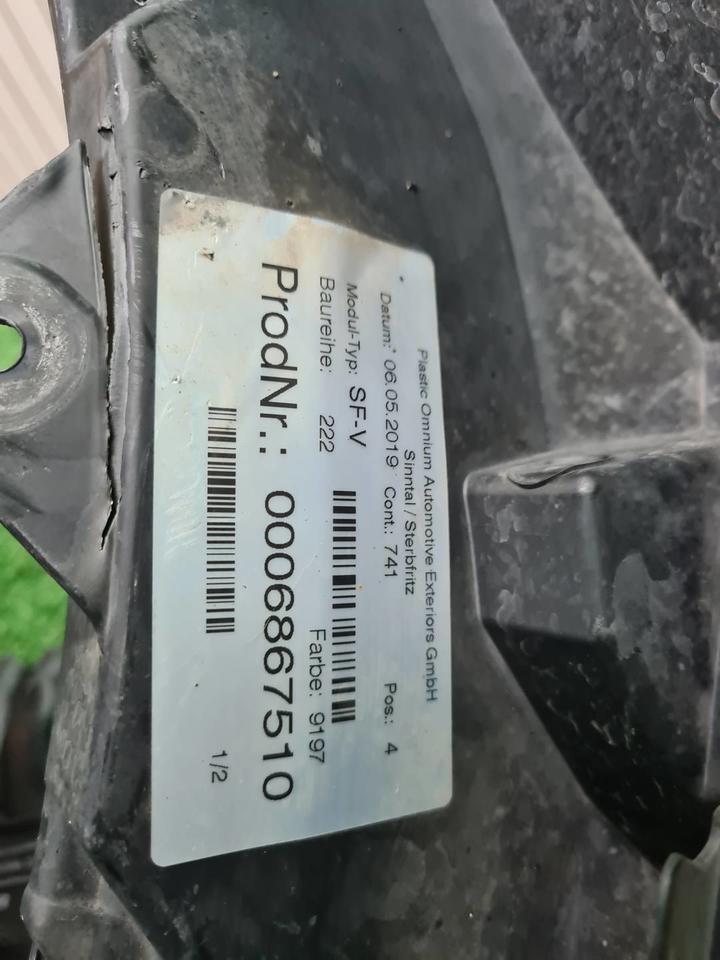 Plastic Omnium Automotive Exteriors GmbH
Sinntal / Sterbfritz
Datum: 06.05.2019 Cont.: 741 Pos.: 4
Modul-Typ: SF-V
Baureihe: 222 Farbe: 9197
ProdNr.: 0006867510
1/2